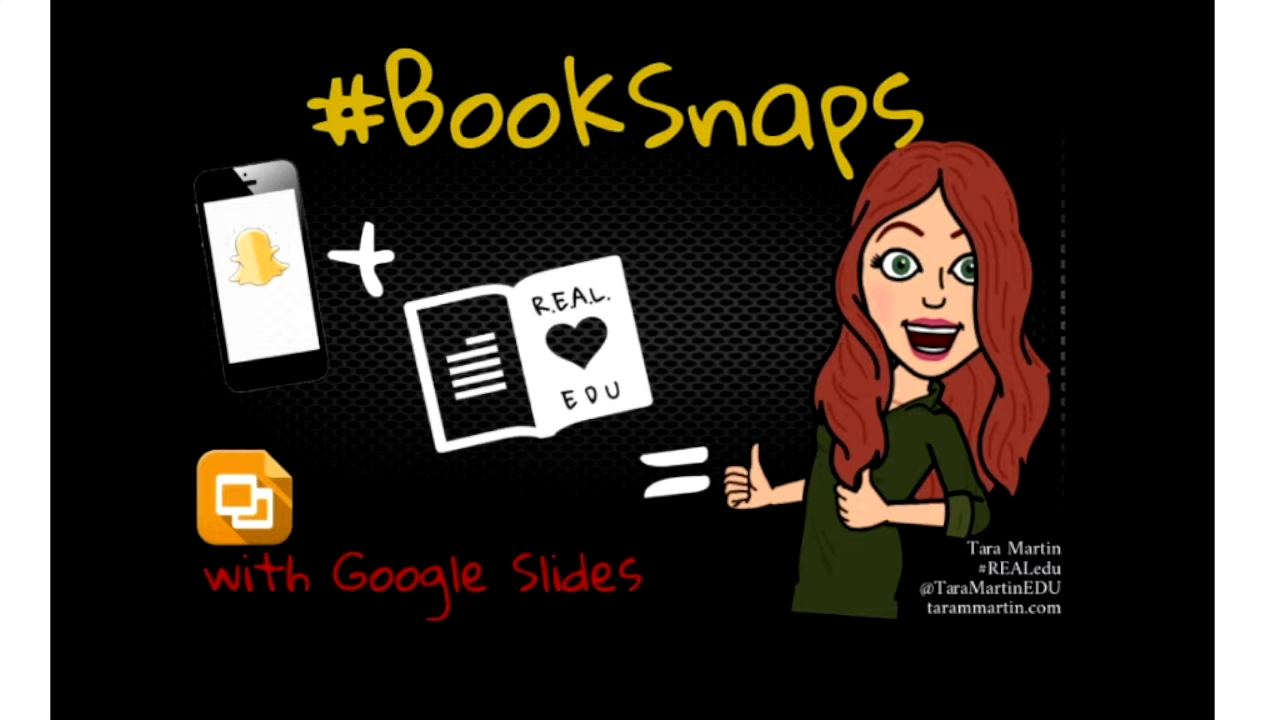 #BookSnaps
+
R.E.A.L.
EDU
=
with Google Slides
Tara Martin
#REALedu
@TaraMartinEDU
tarammartin.com